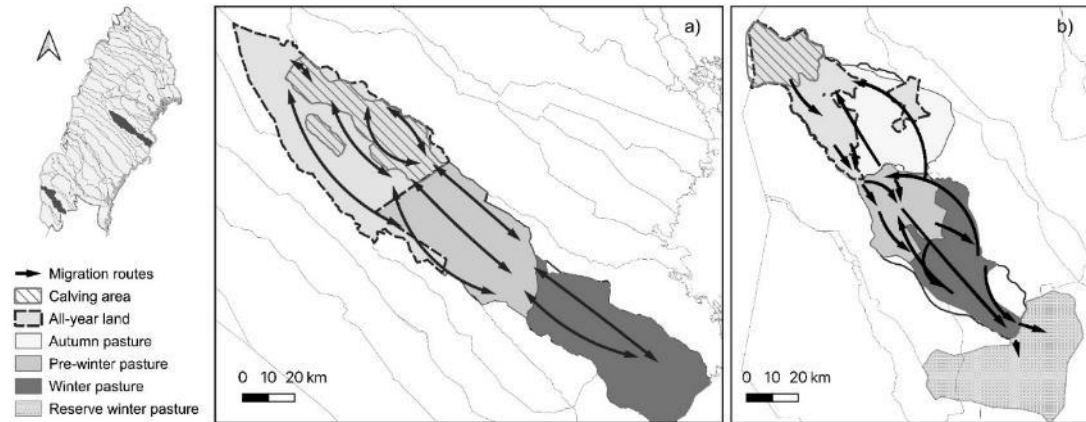 Migration routes
Calving area
All-year land
Autumn pasture
Pre-winter pasture
Winter pasture
Reserve winter pasture
a)
0 10 20 km
b)
0 10 20 km